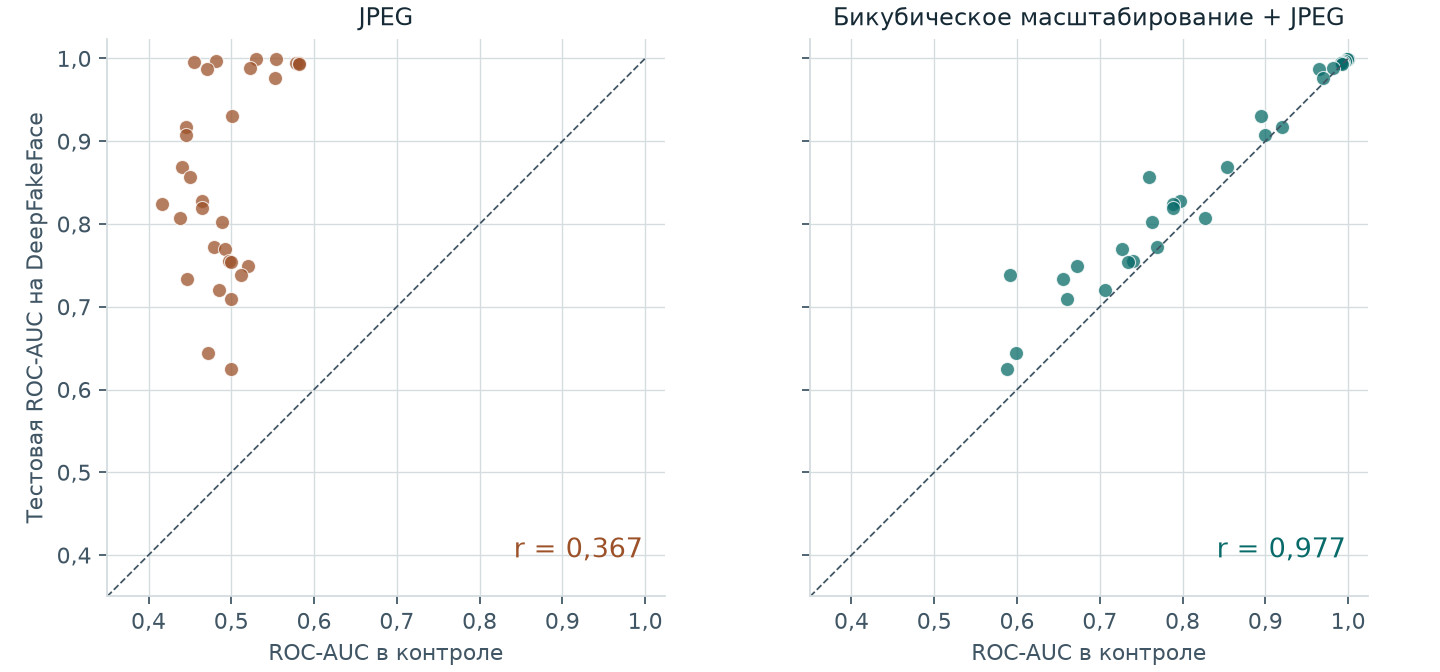 JPEG
Бикубическое масштабирование + JPEG
Тестовая ROC-AUC на DeepFakeFace
1,0
0,9
0,8
0,7
0,6
0,5
0,4
r = 0,367
r = 0,977
0,4 0,5 0,6 0,7 0,8 0,9 1,0
0,4 0,5 0,6 0,7 0,8 0,9 1,0
ROC-AUC в контроле
ROC-AUC в контроле